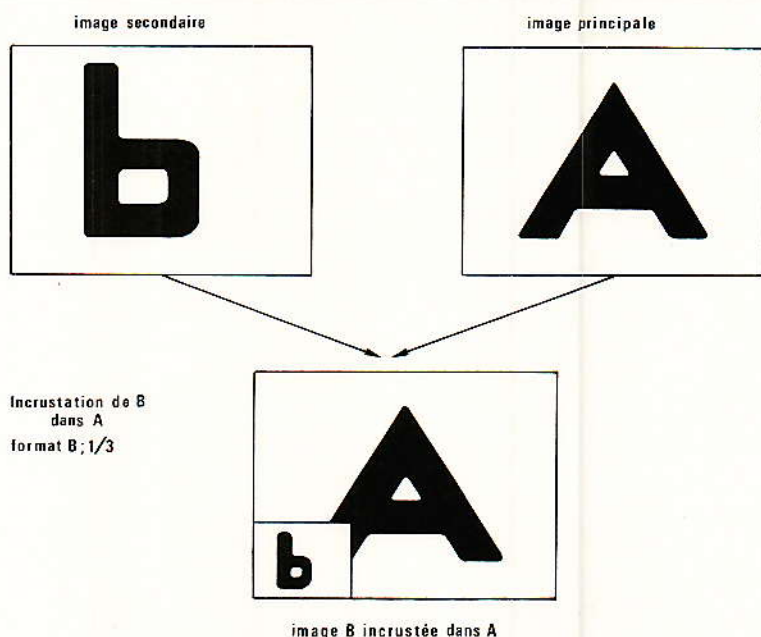 image secondaire
image principale
b
A
Incrustation de B
dans A
format B; 1/3
A
b
image B incrustée dans A